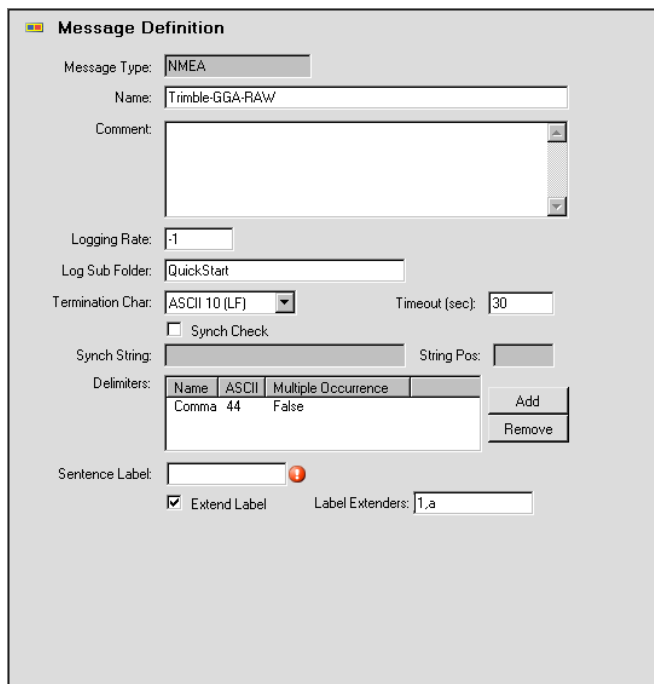 Message Definition
Message Type: NMEA
Name: Trimble-GGA-RAW
Comment:
Logging Rate: -1
Log Sub Folder: QuickStart
Termination Char: ASCII 10 (LF) Timeout (sec): 30
Synch Check
Synch String: String Pos:
Delimiters: Name ASCII Multiple Occurrence
Comma 44 False
Add
Remove
Sentence Label:
Extend Label Label Extenders: 1,a